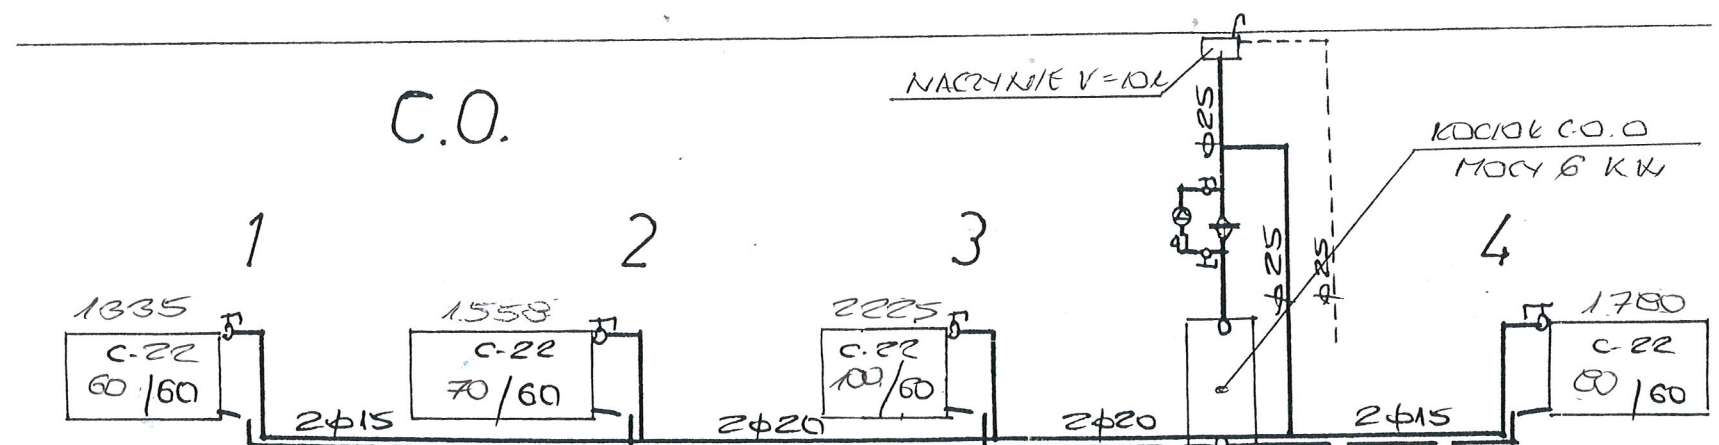 C.O.
NACZYNIE V=10L
φ25
KOCIOŁ C.O.O
MOCY 6 KW
1
2
3
4
φ25
φ25
1335
1558
2225
1780
C-22
60/60
C-22
70/60
C.22
100/60
C-22
80/60
2φ15
2φ20
2φ20
2φ15